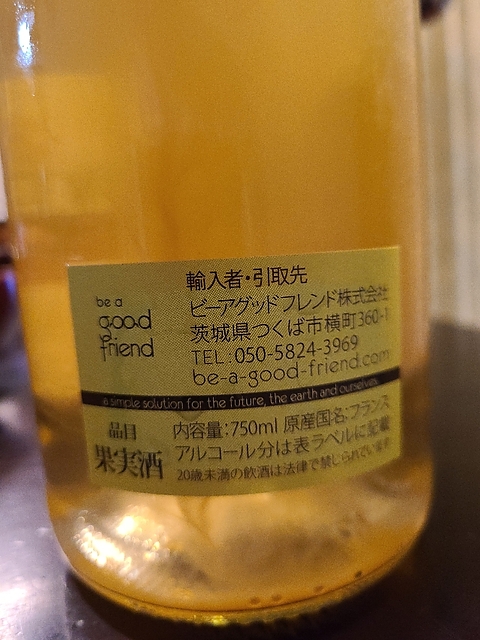 be a
good
friend
輸入者・引取先
ビーアグッドフレンド株式会社
茨城県つくば市横町360-1
TEL:050-5824-3969
be-a-good-friend.com
a simple solution for the future, the earth and ourselves.
品目
果実酒
内容量:750ml 原産国名:フランス
アルコール分は表ラベルに記載
20歳未満の飲酒は法律で禁じられています